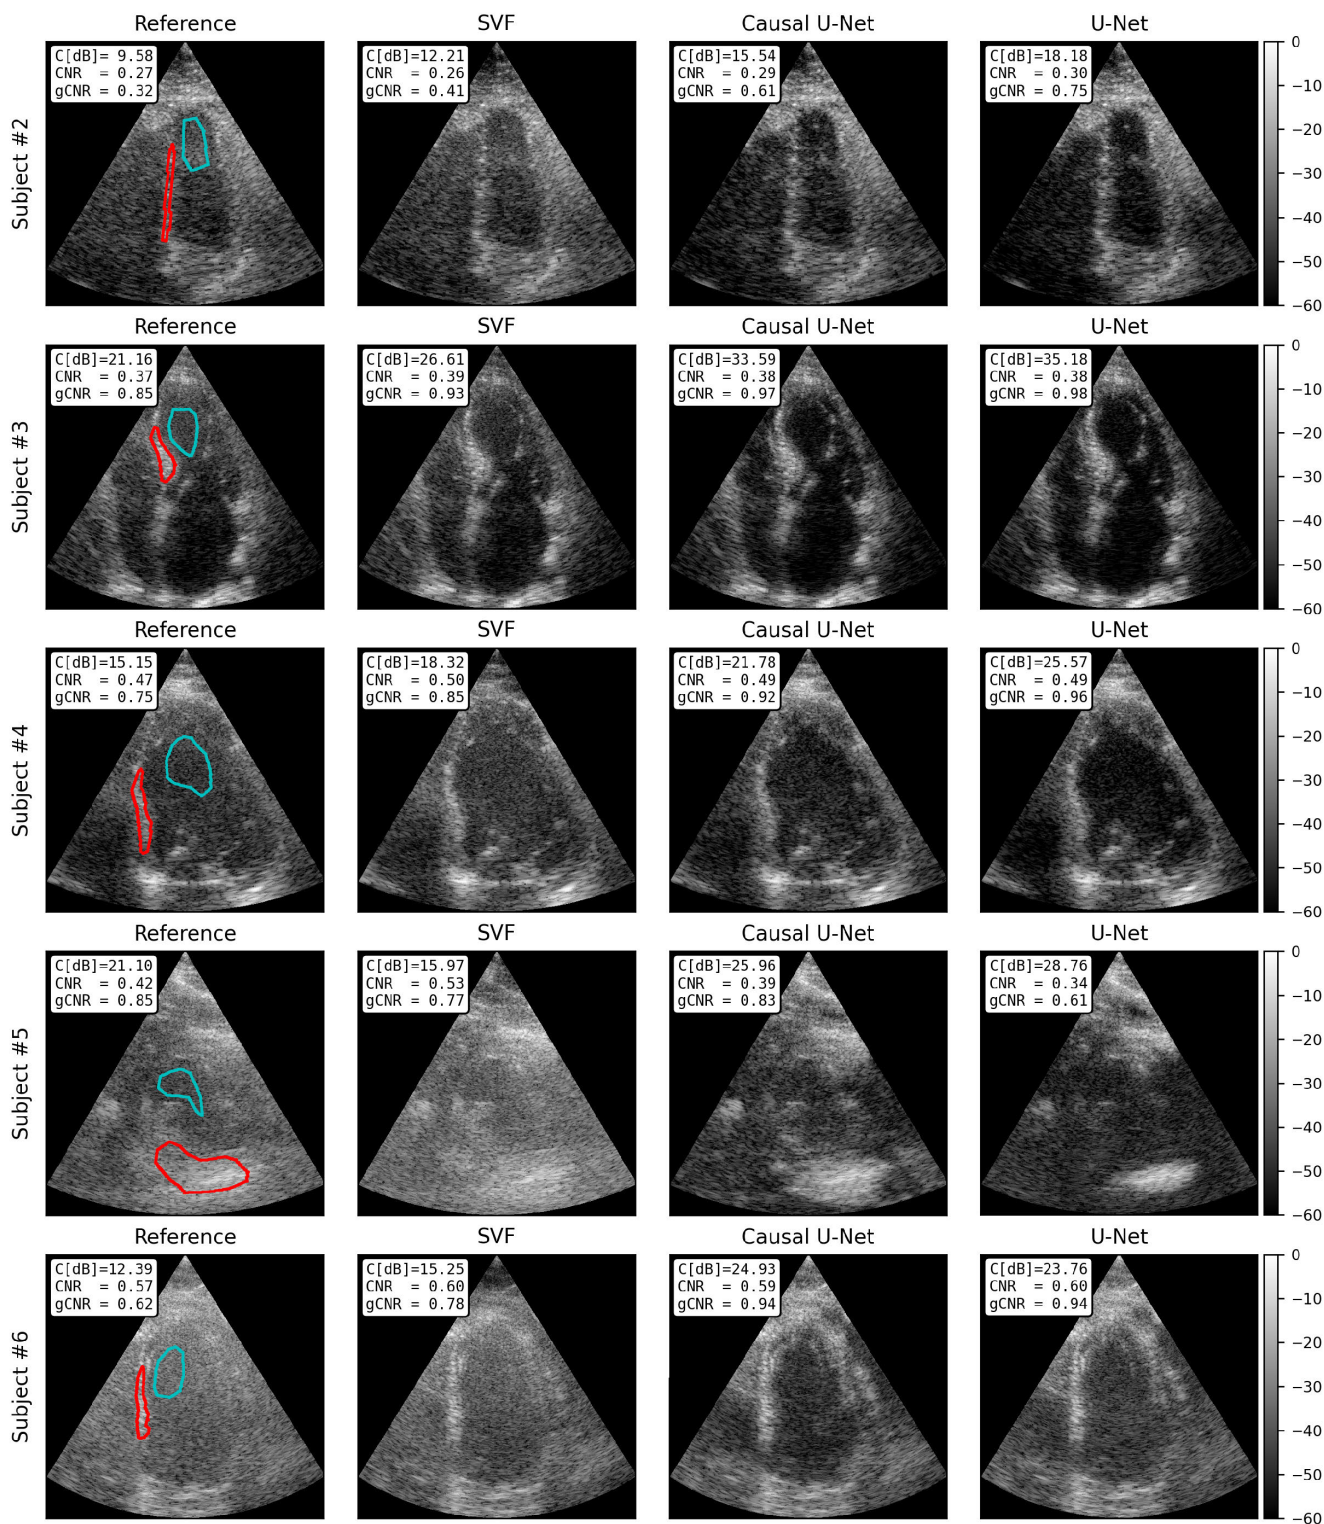 Reference SVF Causal U-Net U-Net
Subject #2
C[dB]= 9.58
CNR = 0.27
gCNR = 0.32
C[dB]=12.21
CNR = 0.26
gCNR = 0.41
C[dB]=15.54
CNR = 0.29
gCNR = 0.61
C[dB]=18.18
CNR = 0.30
gCNR = 0.75
0
−10
−20
−30
−40
−50
−60
Reference SVF Causal U-Net U-Net
Subject #3
C[dB]=21.16
CNR = 0.37
gCNR = 0.85
C[dB]=26.61
CNR = 0.39
gCNR = 0.93
C[dB]=33.59
CNR = 0.38
gCNR = 0.97
C[dB]=35.18
CNR = 0.38
gCNR = 0.98
0
−10
−20
−30
−40
−50
−60
Reference SVF Causal U-Net U-Net
Subject #4
C[dB]=15.15
CNR = 0.47
gCNR = 0.75
C[dB]=18.32
CNR = 0.50
gCNR = 0.85
C[dB]=21.78
CNR = 0.49
gCNR = 0.92
C[dB]=25.57
CNR = 0.49
gCNR = 0.96
0
−10
−20
−30
−40
−50
−60
Reference SVF Causal U-Net U-Net
Subject #5
C[dB]=21.10
CNR = 0.42
gCNR = 0.85
C[dB]=15.97
CNR = 0.53
gCNR = 0.77
C[dB]=25.96
CNR = 0.39
gCNR = 0.83
C[dB]=28.76
CNR = 0.34
gCNR = 0.61
0
−10
−20
−30
−40
−50
−60
Reference SVF Causal U-Net U-Net
Subject #6
C[dB]=12.39
CNR = 0.57
gCNR = 0.62
C[dB]=15.25
CNR = 0.60
gCNR = 0.78
C[dB]=24.93
CNR = 0.59
gCNR = 0.94
C[dB]=23.76
CNR = 0.60
gCNR = 0.94
0
−10
−20
−30
−40
−50
−60